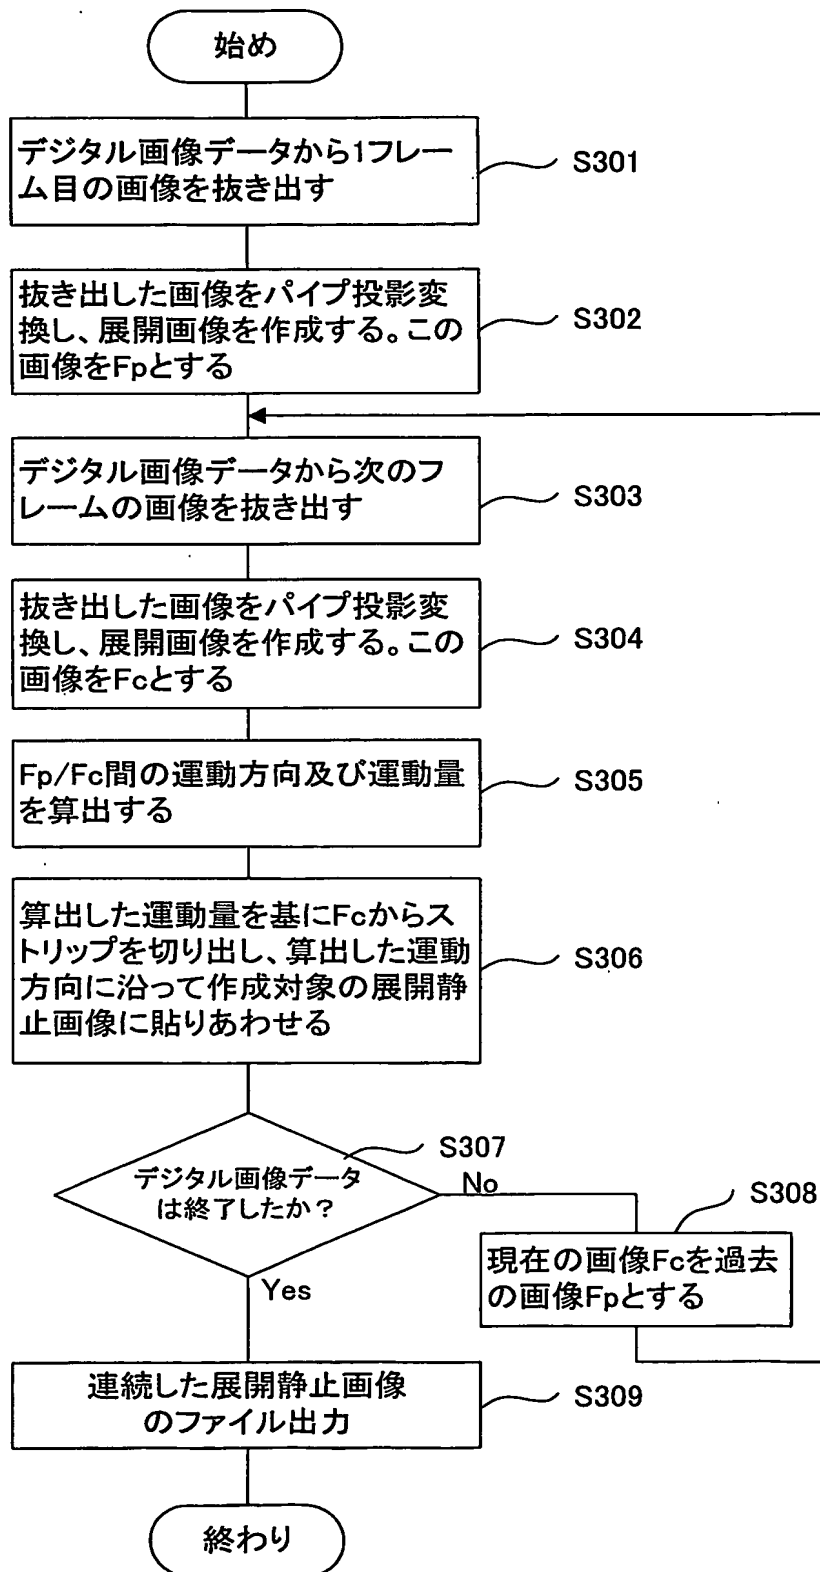 始め
デジタル画像データから1フレー
ム目の画像を抜き出す
S301
抜き出した画像をパイプ投影変
換し、展開画像を作成する。この
画像をFpとする
S302
デジタル画像データから次のフ
レームの画像を抜き出す
S303
抜き出した画像をパイプ投影変
換し、展開画像を作成する。この
画像をFcとする
S304
Fp/Fc間の運動方向及び運動量
を算出する
S305
算出した運動量を基にFcからス
トリップを切り出し、算出した運動
方向に沿って作成対象の展開静
止画像に貼りあわせる
S306
S307
デジタル画像データ
は終了したか?
No
S308
現在の画像Fcを過去
の画像Fpとする
Yes
連続した展開静止画像
のファイル出力
S309
終わり